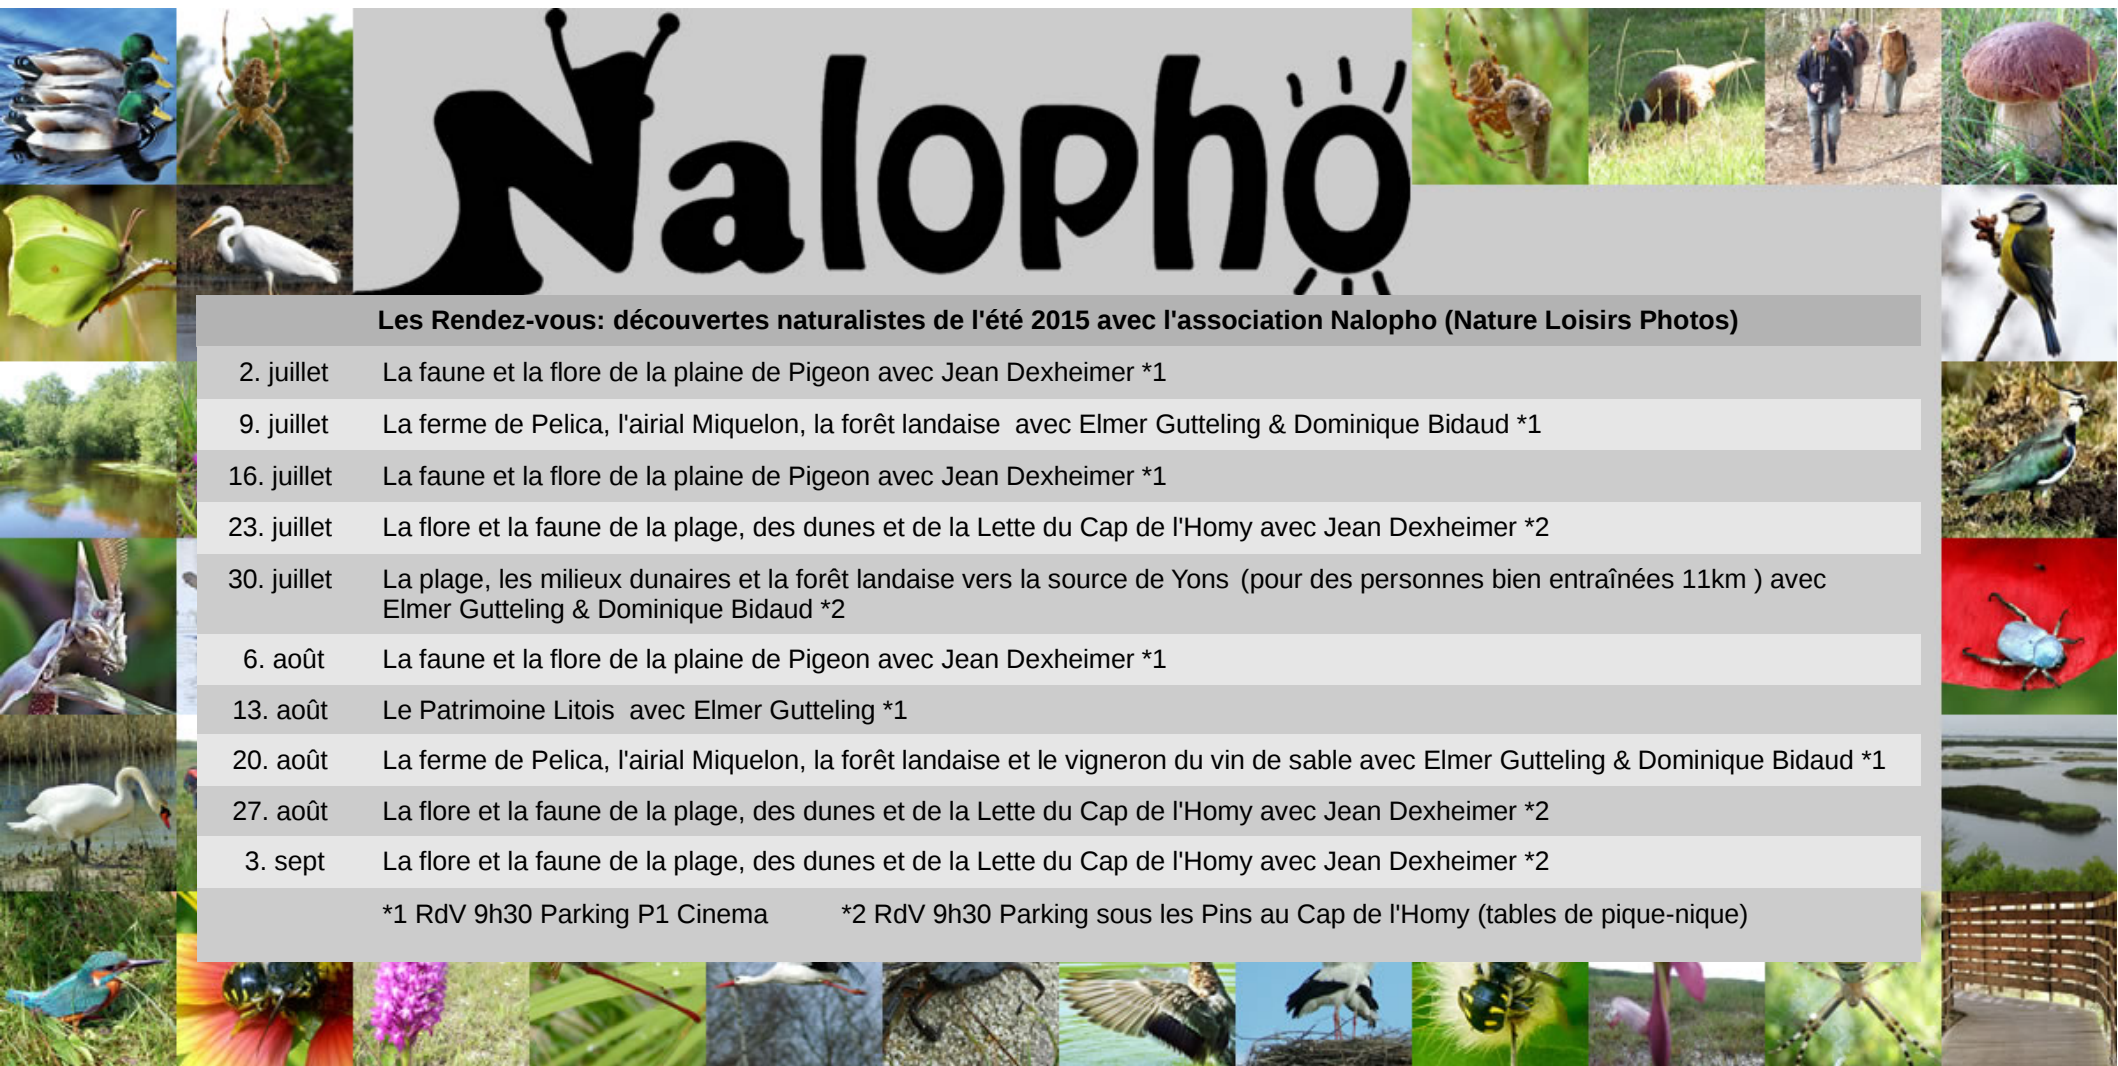 Nalopho
Les Rendez-vous: découvertes naturalistes de l'été 2015 avec l'association Nalopho (Nature Loisirs Photos)
2. juillet La faune et la flore de la plaine de Pigeon avec Jean Dexheimer *1
9. juillet La ferme de Pelica, l'airial Miquelon, la forêt landaise avec Elmer Gutteling & Dominique Bidaud *1
16. juillet La faune et la flore de la plaine de Pigeon avec Jean Dexheimer *1
23. juillet La flore et la faune de la plage, des dunes et de la Lette du Cap de l'Homy avec Jean Dexheimer *2
30. juillet La plage, les milieux dunaires et la forêt landaise vers la source de Yons (pour des personnes bien entraînées 11km ) avec
Elmer Gutteling & Dominique Bidaud *2
6. août La faune et la flore de la plaine de Pigeon avec Jean Dexheimer *1
13. août Le Patrimoine Litois avec Elmer Gutteling *1
20. août La ferme de Pelica, l'airial Miquelon, la forêt landaise et le vigneron du vin de sable avec Elmer Gutteling & Dominique Bidaud *1
27. août La flore et la faune de la plage, des dunes et de la Lette du Cap de l'Homy avec Jean Dexheimer *2
3. sept La flore et la faune de la plage, des dunes et de la Lette du Cap de l'Homy avec Jean Dexheimer *2
*1 RdV 9h30 Parking P1 Cinema *2 RdV 9h30 Parking sous les Pins au Cap de l'Homy (tables de pique-nique)